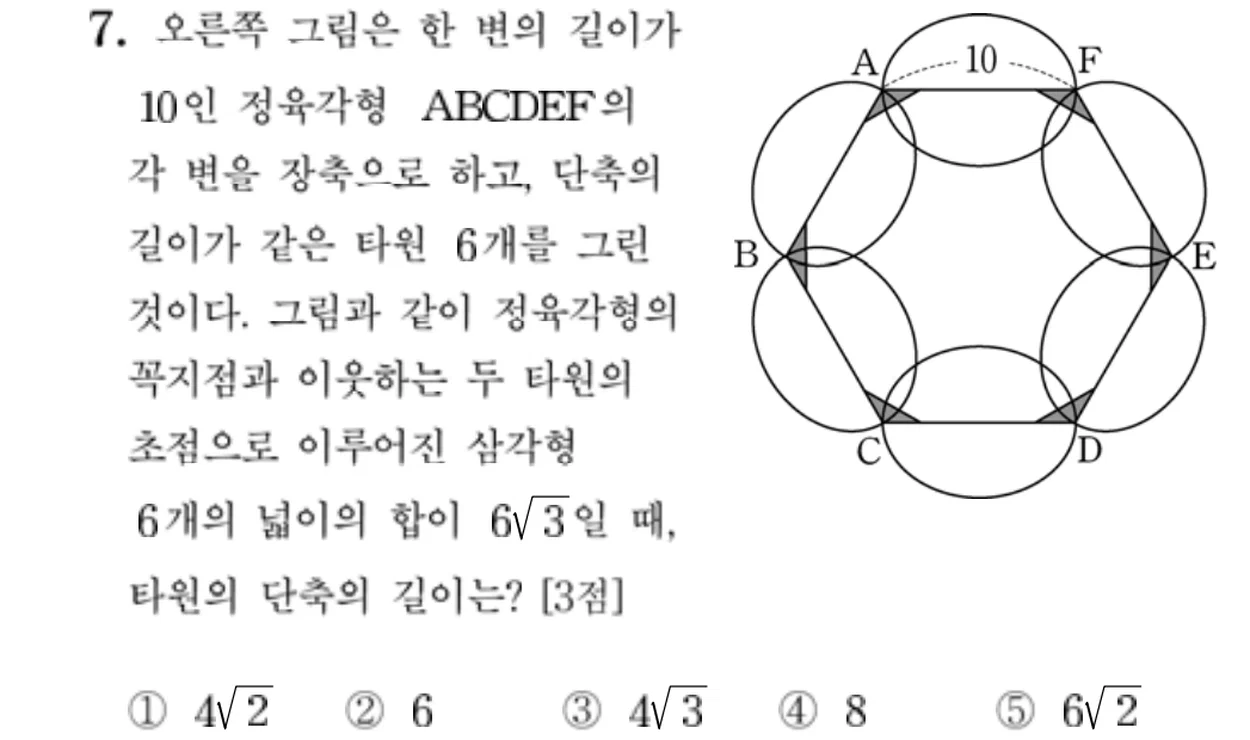 7. 오른쪽 그림은 한 변의 길이가
10인 정육각형 ABCDEF의
각 변을 장축으로 하고, 단축의
길이가 같은 타원 6개를 그린
것이다. 그림과 같이 정육각형의
꼭지점과 이웃하는 두 타원의
초점으로 이루어진 삼각형
6개의 넓이의 합이 6√3일 때,
타원의 단축의 길이는? [3점]
A 10 F
B E
C D
① 4√2 ② 6 ③ 4√3 ④ 8 ⑤ 6√2